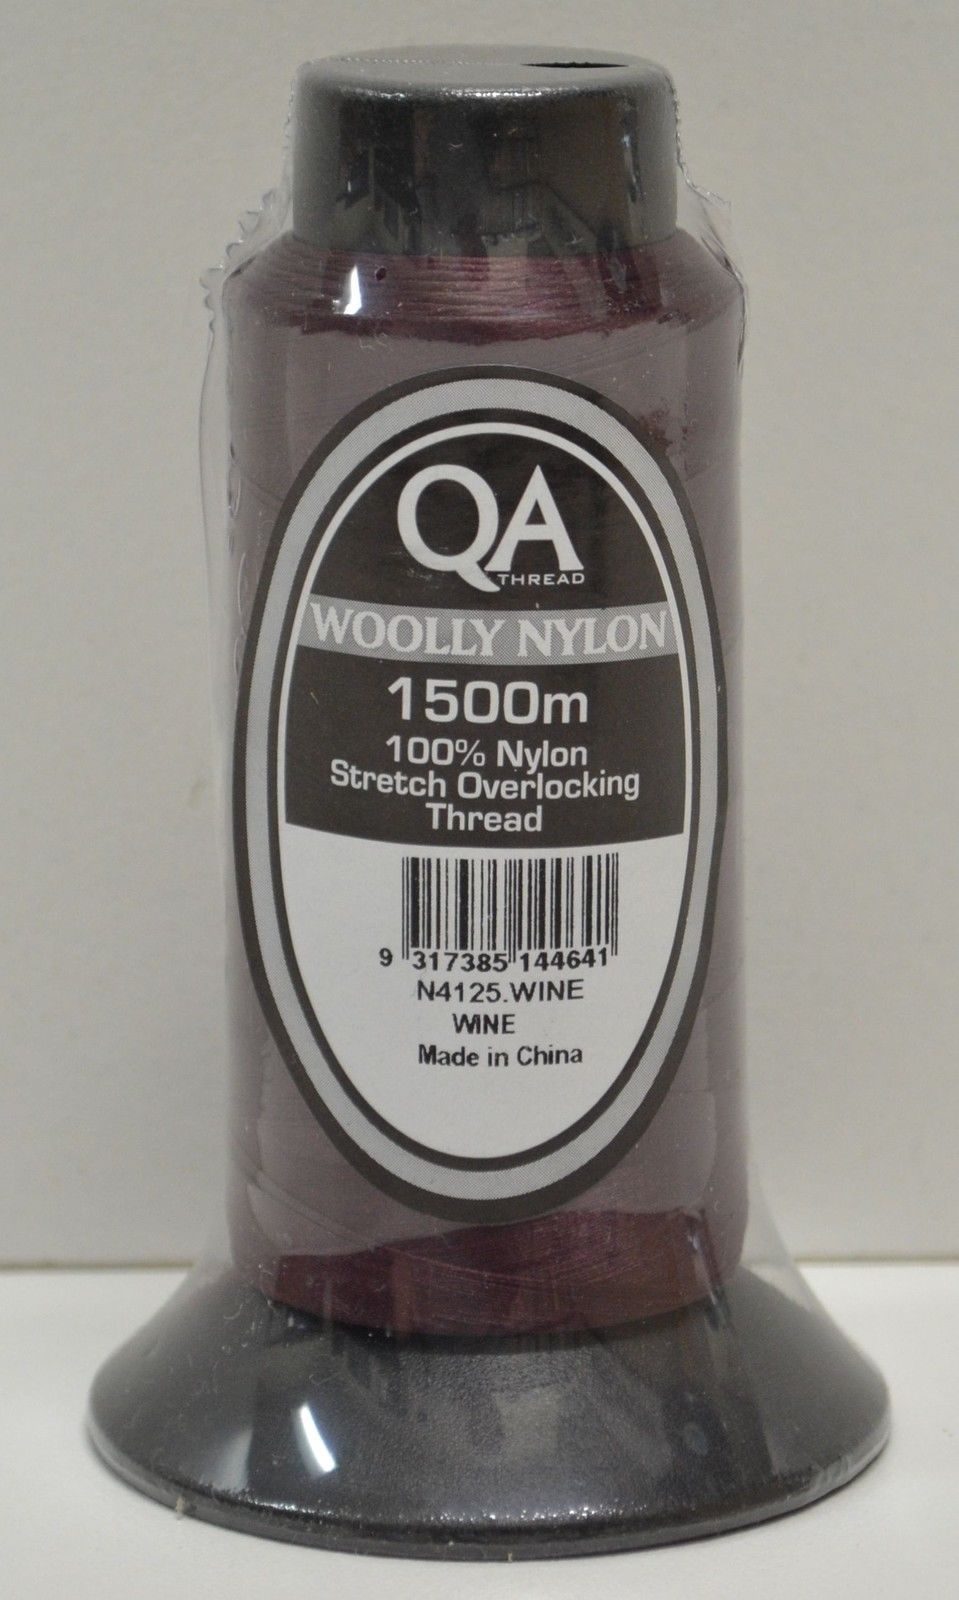 QA
THREAD
WOOLLY NYLON
1500m
100% Nylon
Stretch Overlocking
Thread
9 317385 144641
N4125.WINE
WINE
Made in China